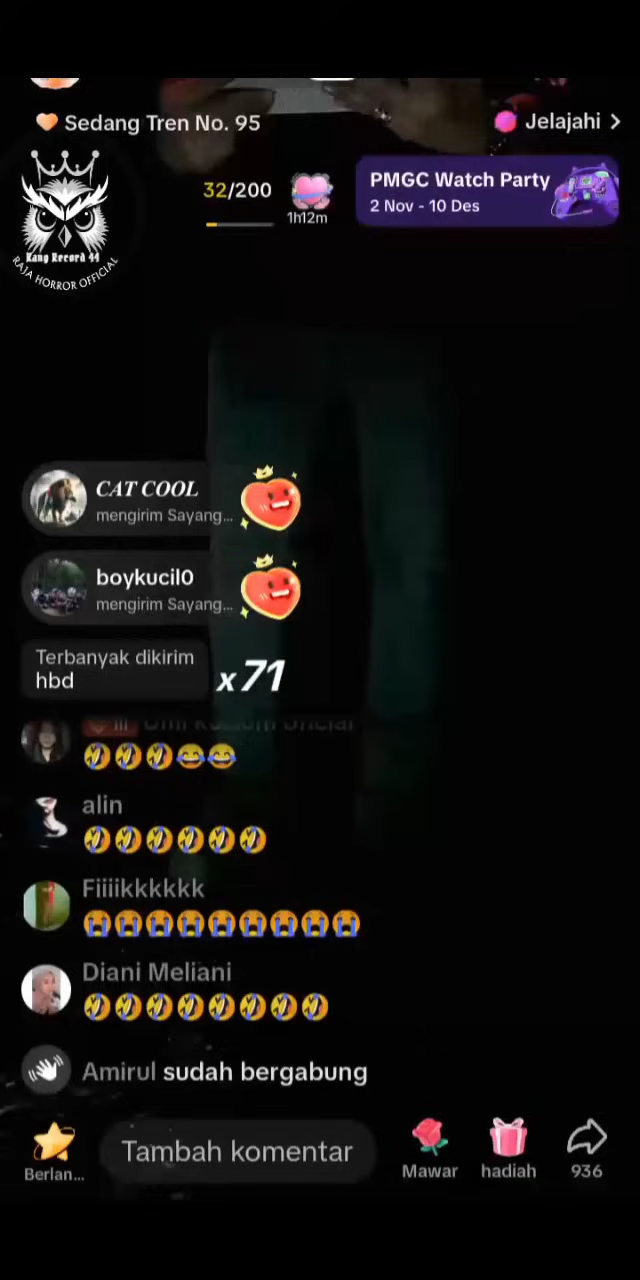 Sedang Tren No. 95
Jelajahi >
32/200
1h12m
PMGC Watch Party
2 Nov - 10 Des
Kang Record 44
RAJA HORROR OFFICIAL
CAT COOL
mengirim Sayang...
boykucil0
mengirim Sayang...
Terbanyak dikirim
hbd
x71
alin
Fiiiikkkkkk
Diani Meliani
Amirul sudah bergabung
Tambah komentar
Berlan...
Mawar
hadiah
936